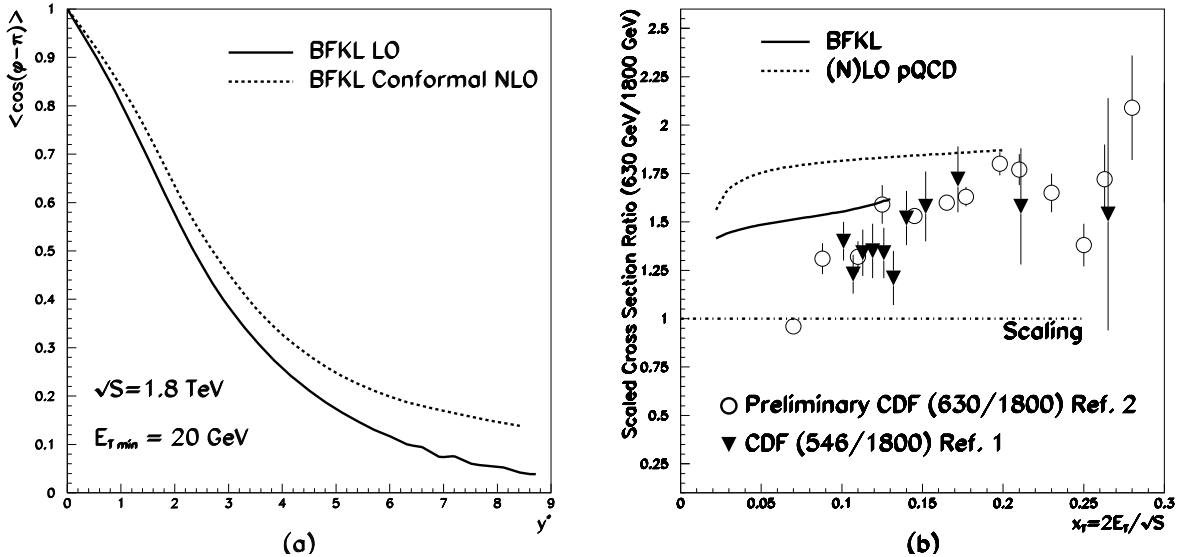 <cos(φ-π)>
1
0.9
0.8
0.7
0.6
0.5
0.4
0.3
0.2
0.1
0
BFKL LO
BFKL Conformal NLO
√S=1.8 TeV
E_T min = 20 GeV
0 1 2 3 4 5 6 7 8 9
y*
(a)
Scaled Cross Section Ratio (630 GeV/1800 GeV)
2.5
2.25
2
1.75
1.5
1.25
1
0.75
0.5
0.25
BFKL
(N)LO pQCD
Scaling
Preliminary CDF (630/1800) Ref. 2
CDF (546/1800) Ref. 1
0 0.05 0.1 0.15 0.2 0.25 0.3
x_T=2E_T/√S
(b)